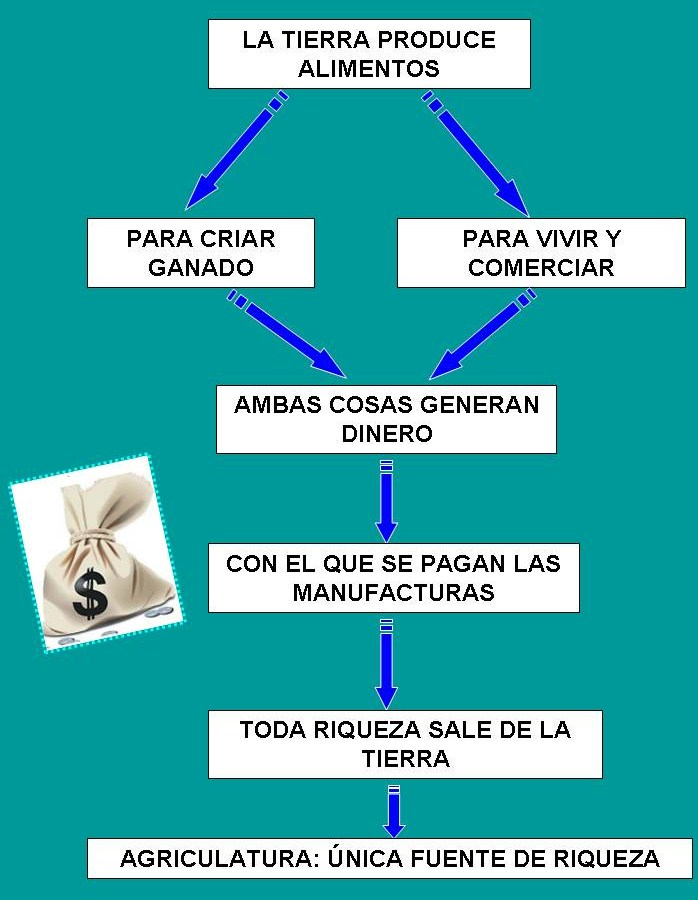 LA TIERRA PRODUCE
ALIMENTOS
PARA CRIAR
GANADO
PARA VIVIR Y
COMERCIAR
AMBAS COSAS GENERAN
DINERO
$
CON EL QUE SE PAGAN LAS
MANUFACTURAS
TODA RIQUEZA SALE DE LA
TIERRA
AGRICULATURA: ÚNICA FUENTE DE RIQUEZA